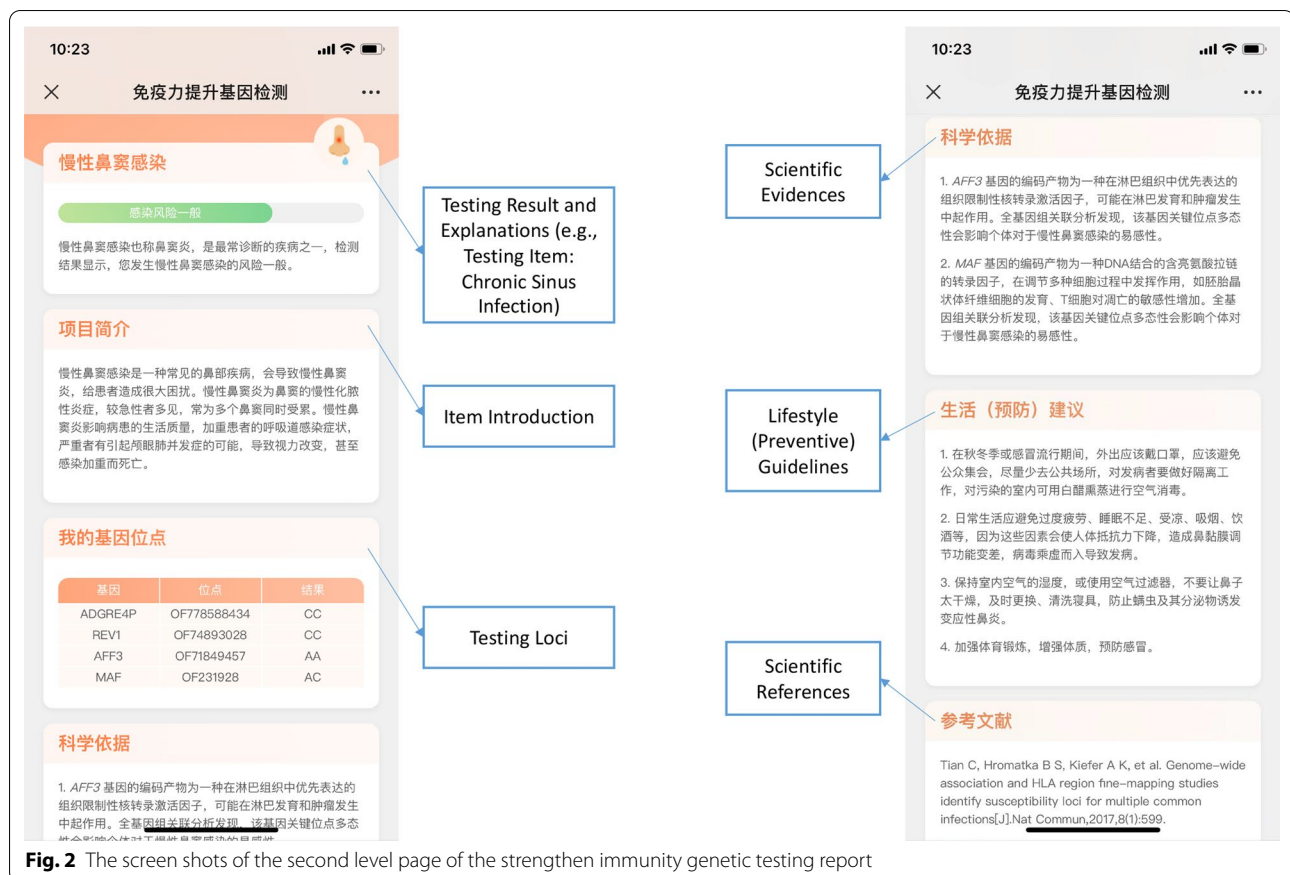 10:23
免疫力提升基因检测
慢性鼻窦感染
感染风险一般
慢性鼻窦感染也称鼻窦炎，是最常诊断的疾病之一，检测
结果显示，您发生慢性鼻窦感染的风险一般。
项目简介
慢性鼻窦感染是一种常见的鼻部疾病，会导致慢性鼻窦
炎，给患者造成很大困扰。慢性鼻窦炎为鼻窦的慢性化脓
性炎症，较急性者多见，常为多个鼻窦同时受累。慢性鼻
窦炎影响病患的生活质量，加重患者的呼吸道感染症状，
严重者有引起颅眼肺并发症的可能，导致视力改变，甚至
感染加重而死亡。
我的基因位点
基因 位点 结果
ADGRE4P OF778588434 CC
REV1 OF74893028 CC
AFF3 OF71849457 AA
MAF OF231928 AC
科学依据
1. AFF3 基因的编码产物为一种在淋巴组织中优先表达的
组织限制性核转录激活因子，可能在淋巴发育和肿瘤发生
中起作用。全基因组关联分析发现，该基因关键位点多态
Testing Result and
Explanations (e.g.,
Testing Item:
Chronic Sinus
Infection)
Item Introduction
Testing Loci
Scientific
Evidences
Lifestyle
(Preventive)
Guidelines
Scientific
References
10:23
免疫力提升基因检测
科学依据
1. AFF3 基因的编码产物为一种在淋巴组织中优先表达的
组织限制性核转录激活因子，可能在淋巴发育和肿瘤发生
中起作用。全基因组关联分析发现，该基因关键位点多态
性会影响个体对于慢性鼻窦感染的易感性。
2. MAF 基因的编码产物为一种DNA结合的含亮氨酸拉链
的转录因子，在调节多种细胞过程中发挥作用，如胚胎晶
状体纤维细胞的发育、T细胞对凋亡的敏感性增加。全基
因组关联分析发现，该基因关键位点多态性会影响个体对
于慢性鼻窦感染的易感性。
生活（预防）建议
1. 在秋冬季或感冒流行期间，外出应该戴口罩，应该避免
公众集会，尽量少去公共场所，对发病者要做好隔离工
作，对污染的室内可用白醋熏蒸进行空气消毒。
2. 日常生活应避免过度疲劳、睡眠不足、受凉、吸烟、饮
酒等，因为这些因素会使人体抵抗力下降，造成鼻黏膜调
节功能变差，病毒乘虚而入导致发病。
3. 保持室内空气的湿度，或使用空气过滤器，不要让鼻子
太干燥，及时更换、清洗寝具，防止螨虫及其分泌物诱发
变应性鼻炎。
4. 加强体育锻炼，增强体质，预防感冒。
参考文献
Tian C, Hromatka B S, Kiefer A K, et al. Genome-wide
association and HLA region fine-mapping studies
identify susceptibility loci for multiple common
infections[J].Nat Commun,2017,8(1):599.
Fig. 2 The screen shots of the second level page of the strengthen immunity genetic testing report